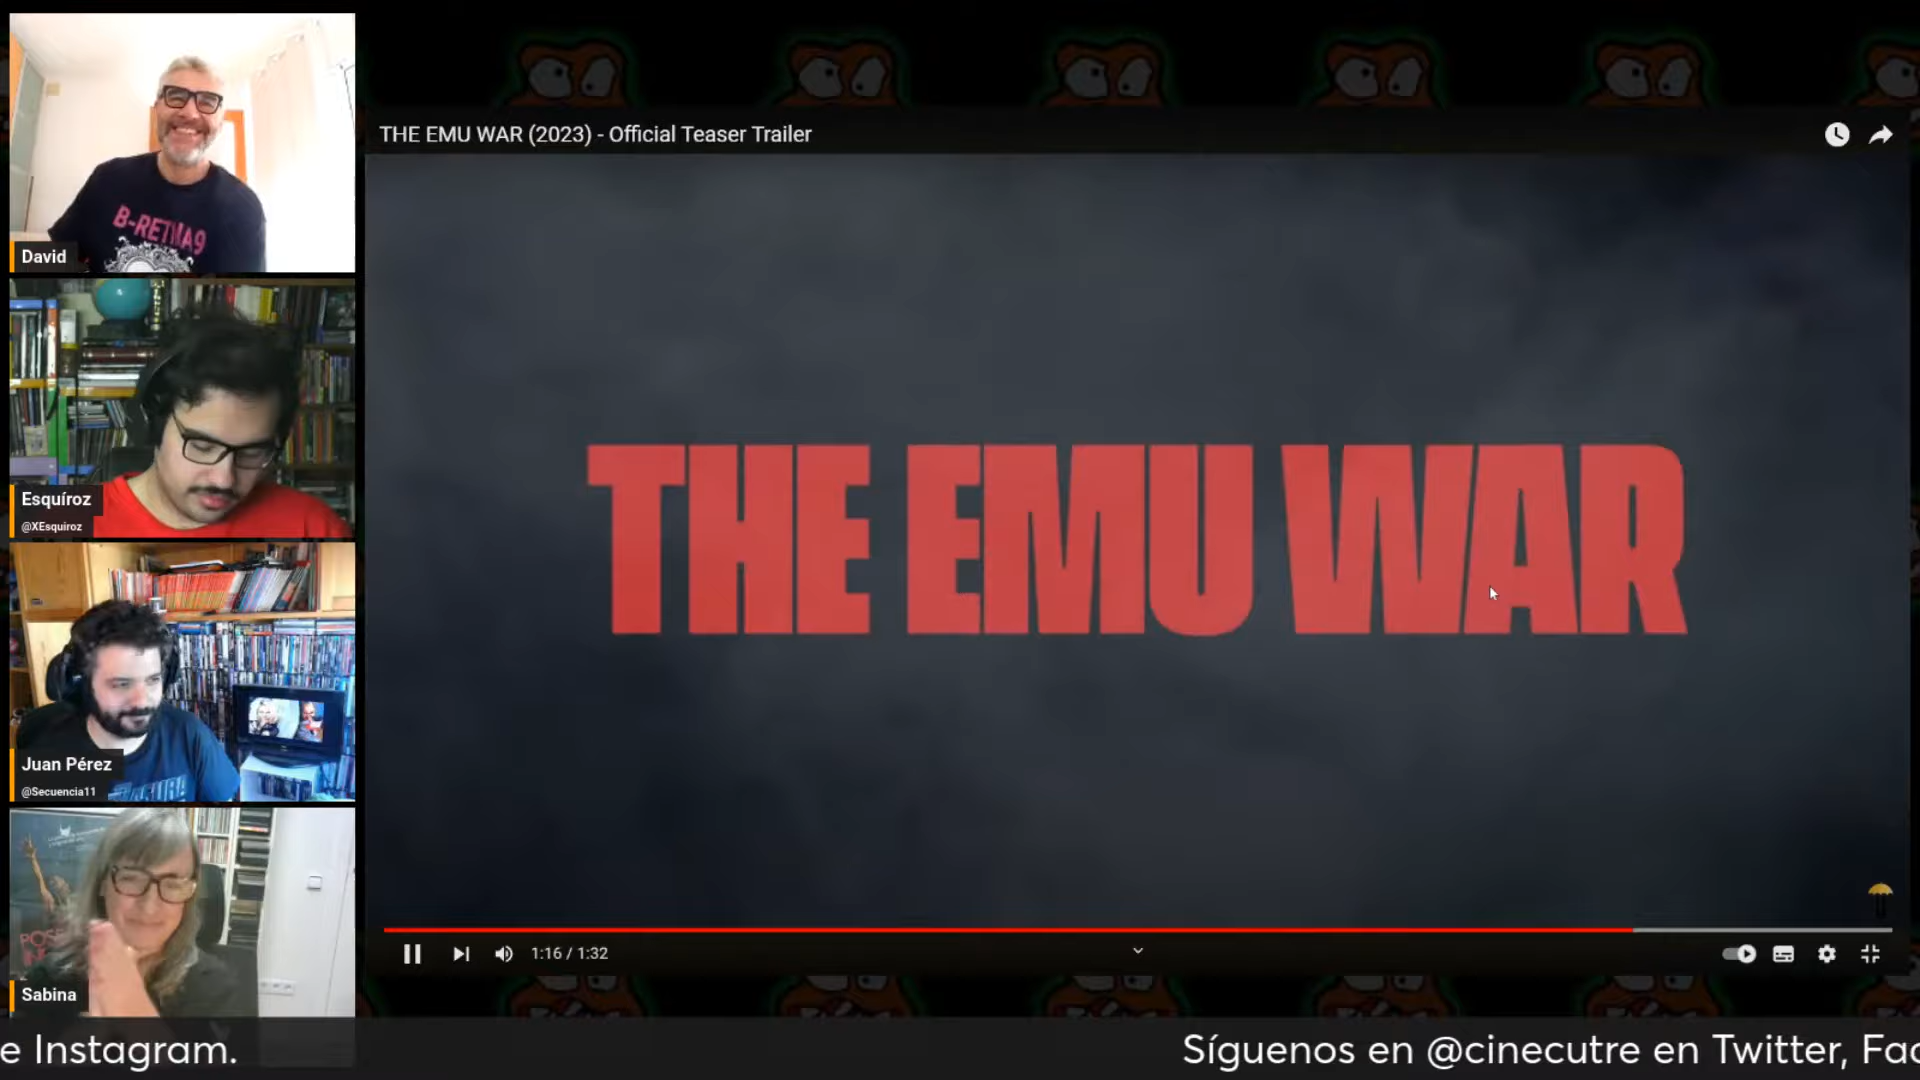 B-RETINA9
David
Esquíroz
@XEsquiroz
Juan Pérez
@Secuencia11
Sabina
THE EMU WAR (2023) - Official Teaser Trailer
THE EMU WAR
1:16 / 1:32
e Instagram.
Síguenos en @cinecutre en Twitter, Fac